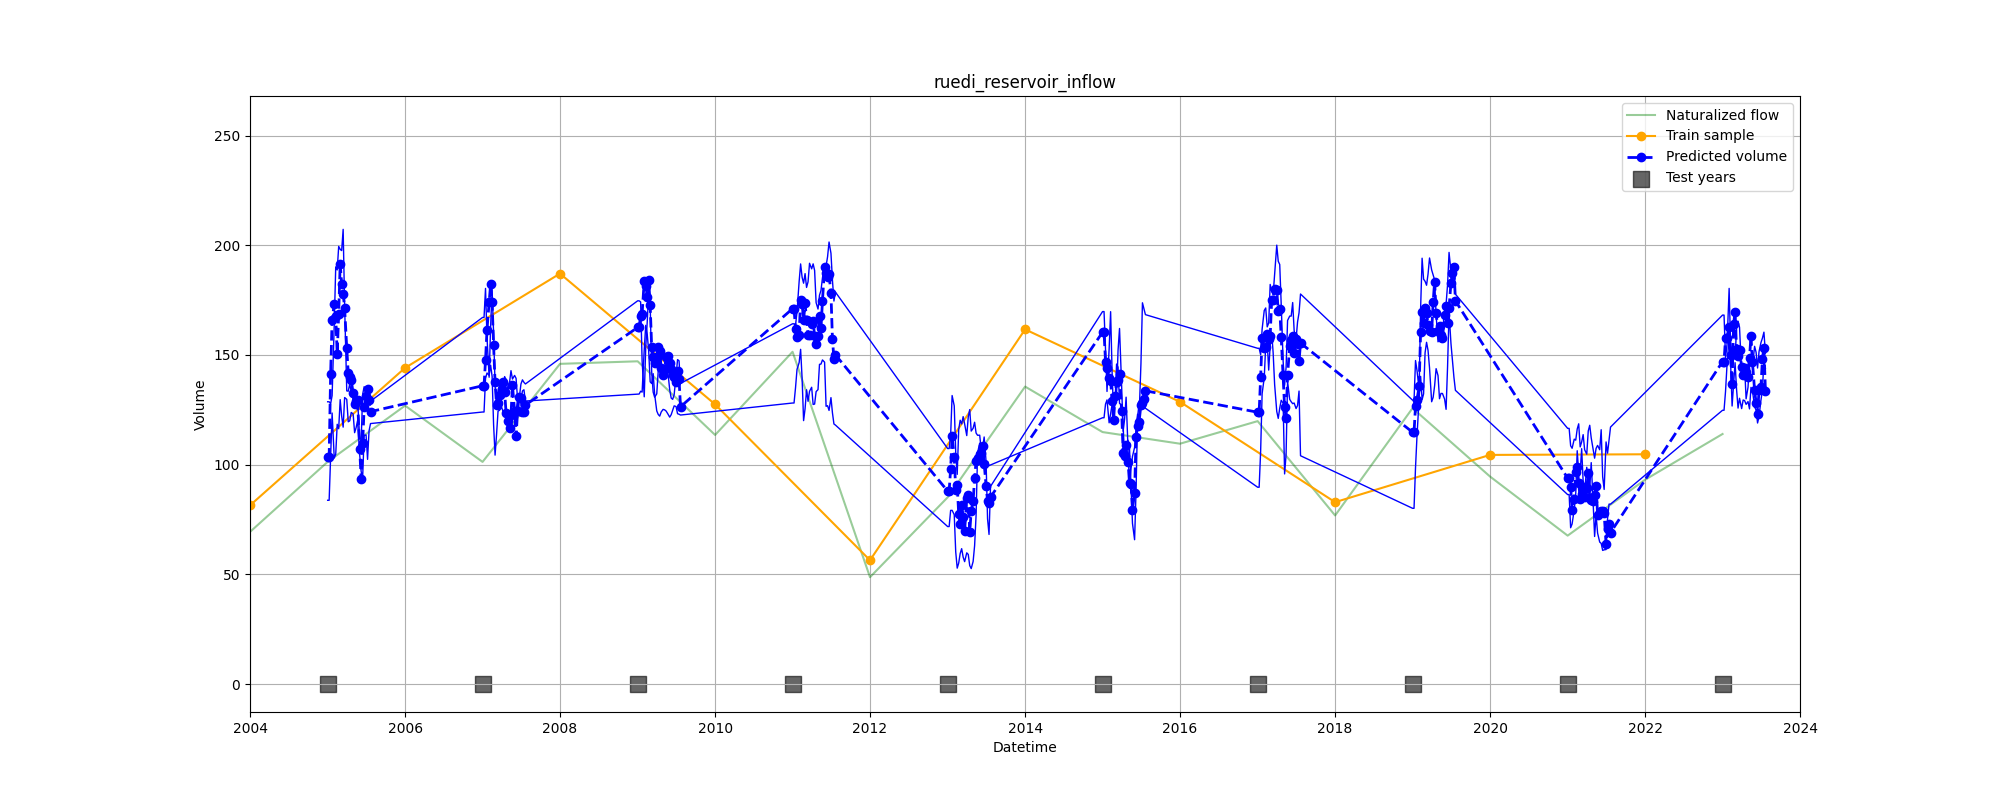 ruedi_reservoir_inflow
250
200
150
100
50
0
Volume
Naturalized flow
Train sample
Predicted volume
Test years
2004 2006 2008 2010 2012 2014 2016 2018 2020 2022 2024
Datetime